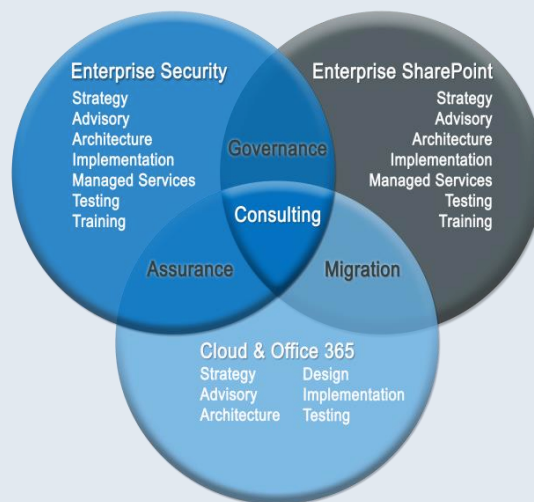 Enterprise Security
Strategy
Advisory
Architecture
Implementation
Managed Services
Testing
Training
Enterprise SharePoint
Strategy
Advisory
Architecture
Implementation
Managed Services
Testing
Training
Governance
Consulting
Assurance
Migration
Cloud & Office 365
Strategy Design
Advisory Implementation
Architecture Testing